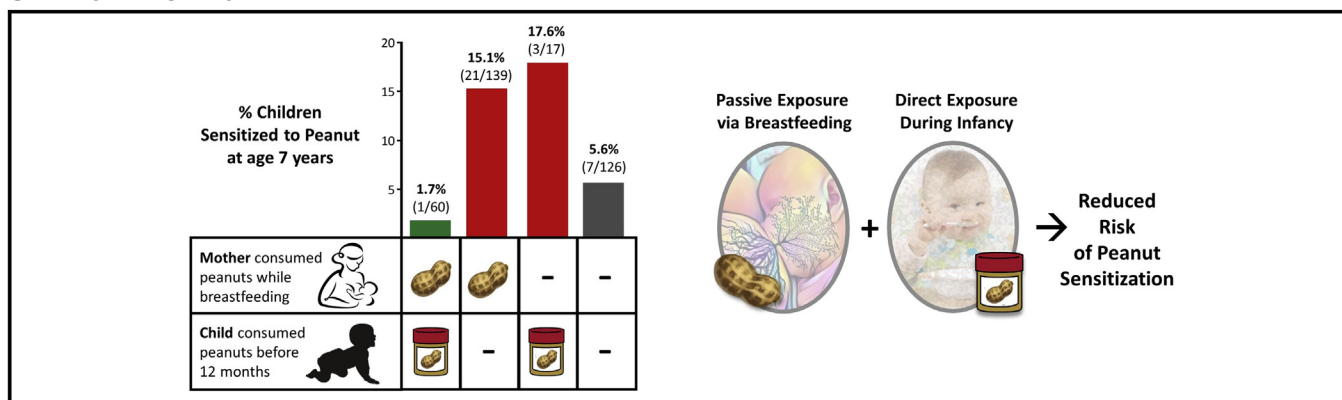 20
15
10
5
% Children
Sensitized to Peanut
at age 7 years
1.7%
(1/60)
15.1%
(21/139)
17.6%
(3/17)
5.6%
(7/126)
Mother consumed
peanuts while
breastfeeding
–
–
Child consumed
peanuts before
12 months
–
–
Passive Exposure
via Breastfeeding
+
Direct Exposure
During Infancy
→
Reduced
Risk
of Peanut
Sensitization